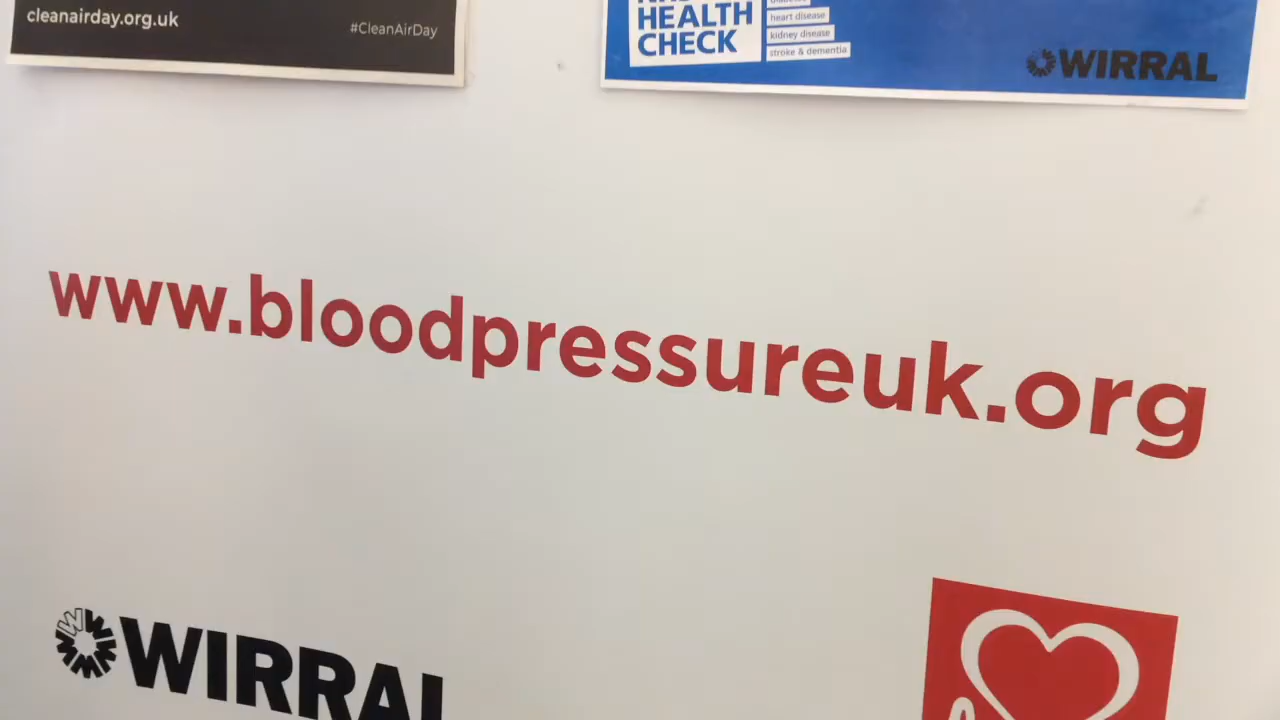 cleanairday.org.uk
#CleanAirDay
HEALTH
CHECK
heart disease
kidney disease
stroke & dementia
WIRRAL
www.bloodpressureuk.org
WIRRAL